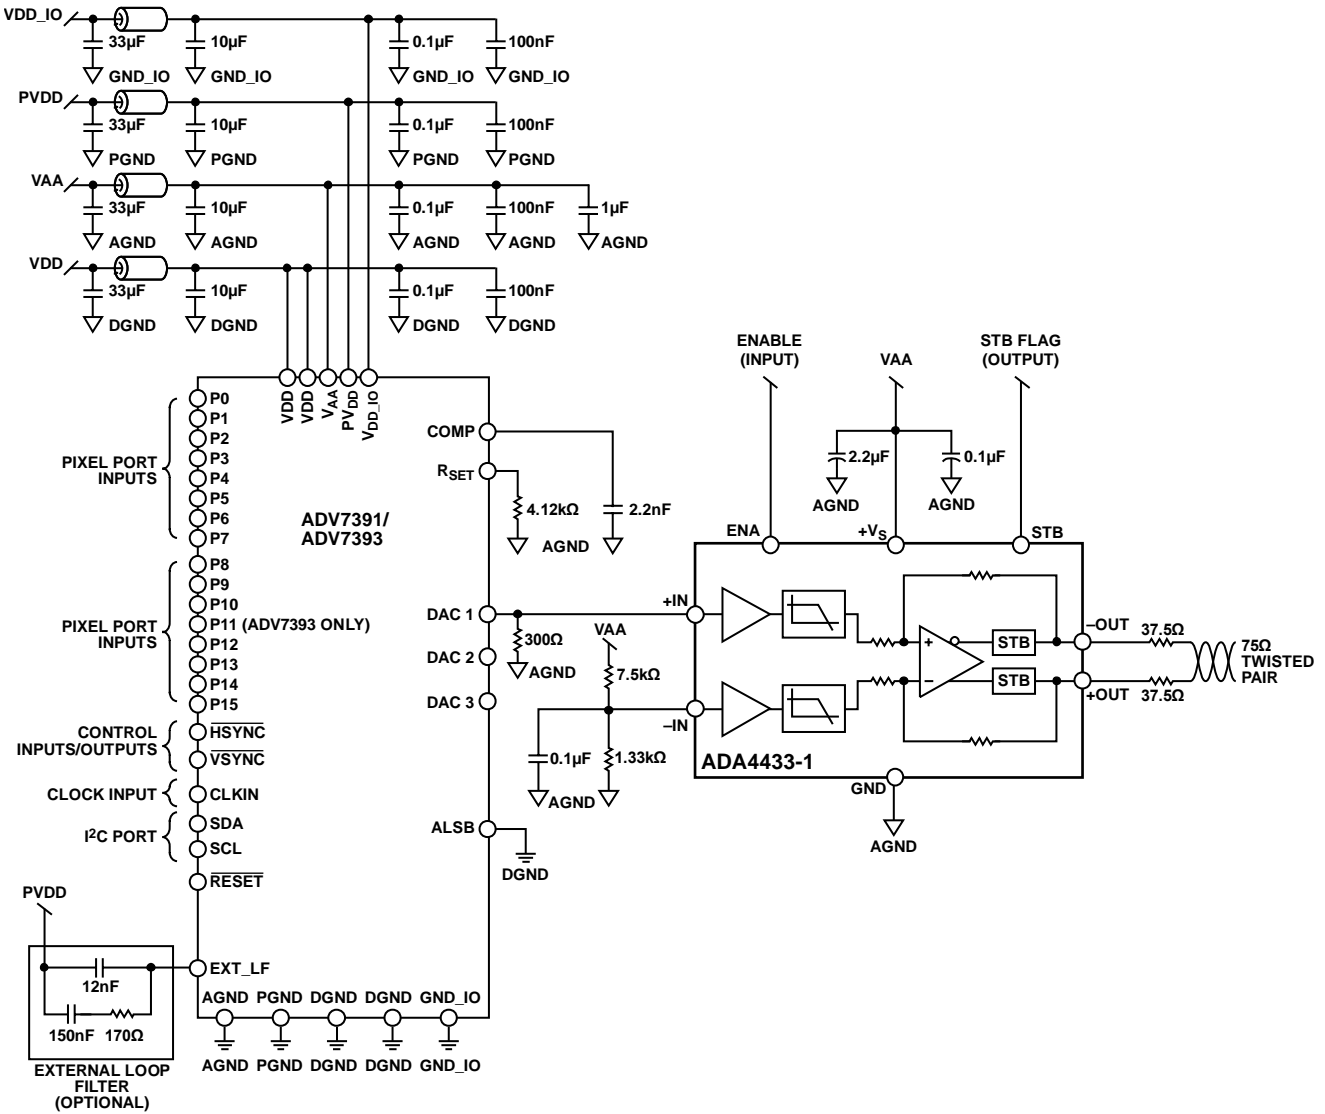 VDD_IO
33µF
10µF
0.1µF
100nF
GND_IO
GND_IO
GND_IO
GND_IO
PVDD
33µF
10µF
0.1µF
100nF
PGND
PGND
PGND
PGND
VAA
33µF
10µF
0.1µF
100nF
1µF
AGND
AGND
AGND
AGND
AGND
VDD
33µF
10µF
0.1µF
100nF
DGND
DGND
DGND
DGND
VDD
VDD
VAA
PVDD
VDD_IO
P0
P1
P2
P3
P4
P5
P6
P7
PIXEL PORT
INPUTS
P8
P9
P10
P11 (ADV7393 ONLY)
P12
P13
P14
P15
PIXEL PORT
INPUTS
CONTROL
INPUTS/OUTPUTS
HSYNC
VSYNC
CLOCK INPUT
CLKIN
I2C PORT
SDA
SCL
RESET
ADV7391/
ADV7393
COMP
RSET
4.12kΩ
2.2nF
AGND
DAC 1
DAC 2
DAC 3
300Ω
AGND
VAA
7.5kΩ
0.1µF
1.33kΩ
AGND
ALSB
DGND
PVDD
12nF
150nF
170Ω
EXTERNAL LOOP
FILTER
(OPTIONAL)
EXT_LF
AGND
PGND
DGND
DGND
GND_IO
AGND
PGND
DGND
DGND
GND_IO
ENABLE
(INPUT)
VAA
STB FLAG
(OUTPUT)
2.2µF
0.1µF
AGND
AGND
ENA
+VS
STB
+IN
–IN
+
–
STB
STB
–OUT
+OUT
37.5Ω
37.5Ω
75Ω
TWISTED
PAIR
ADA4433-1
GND
AGND